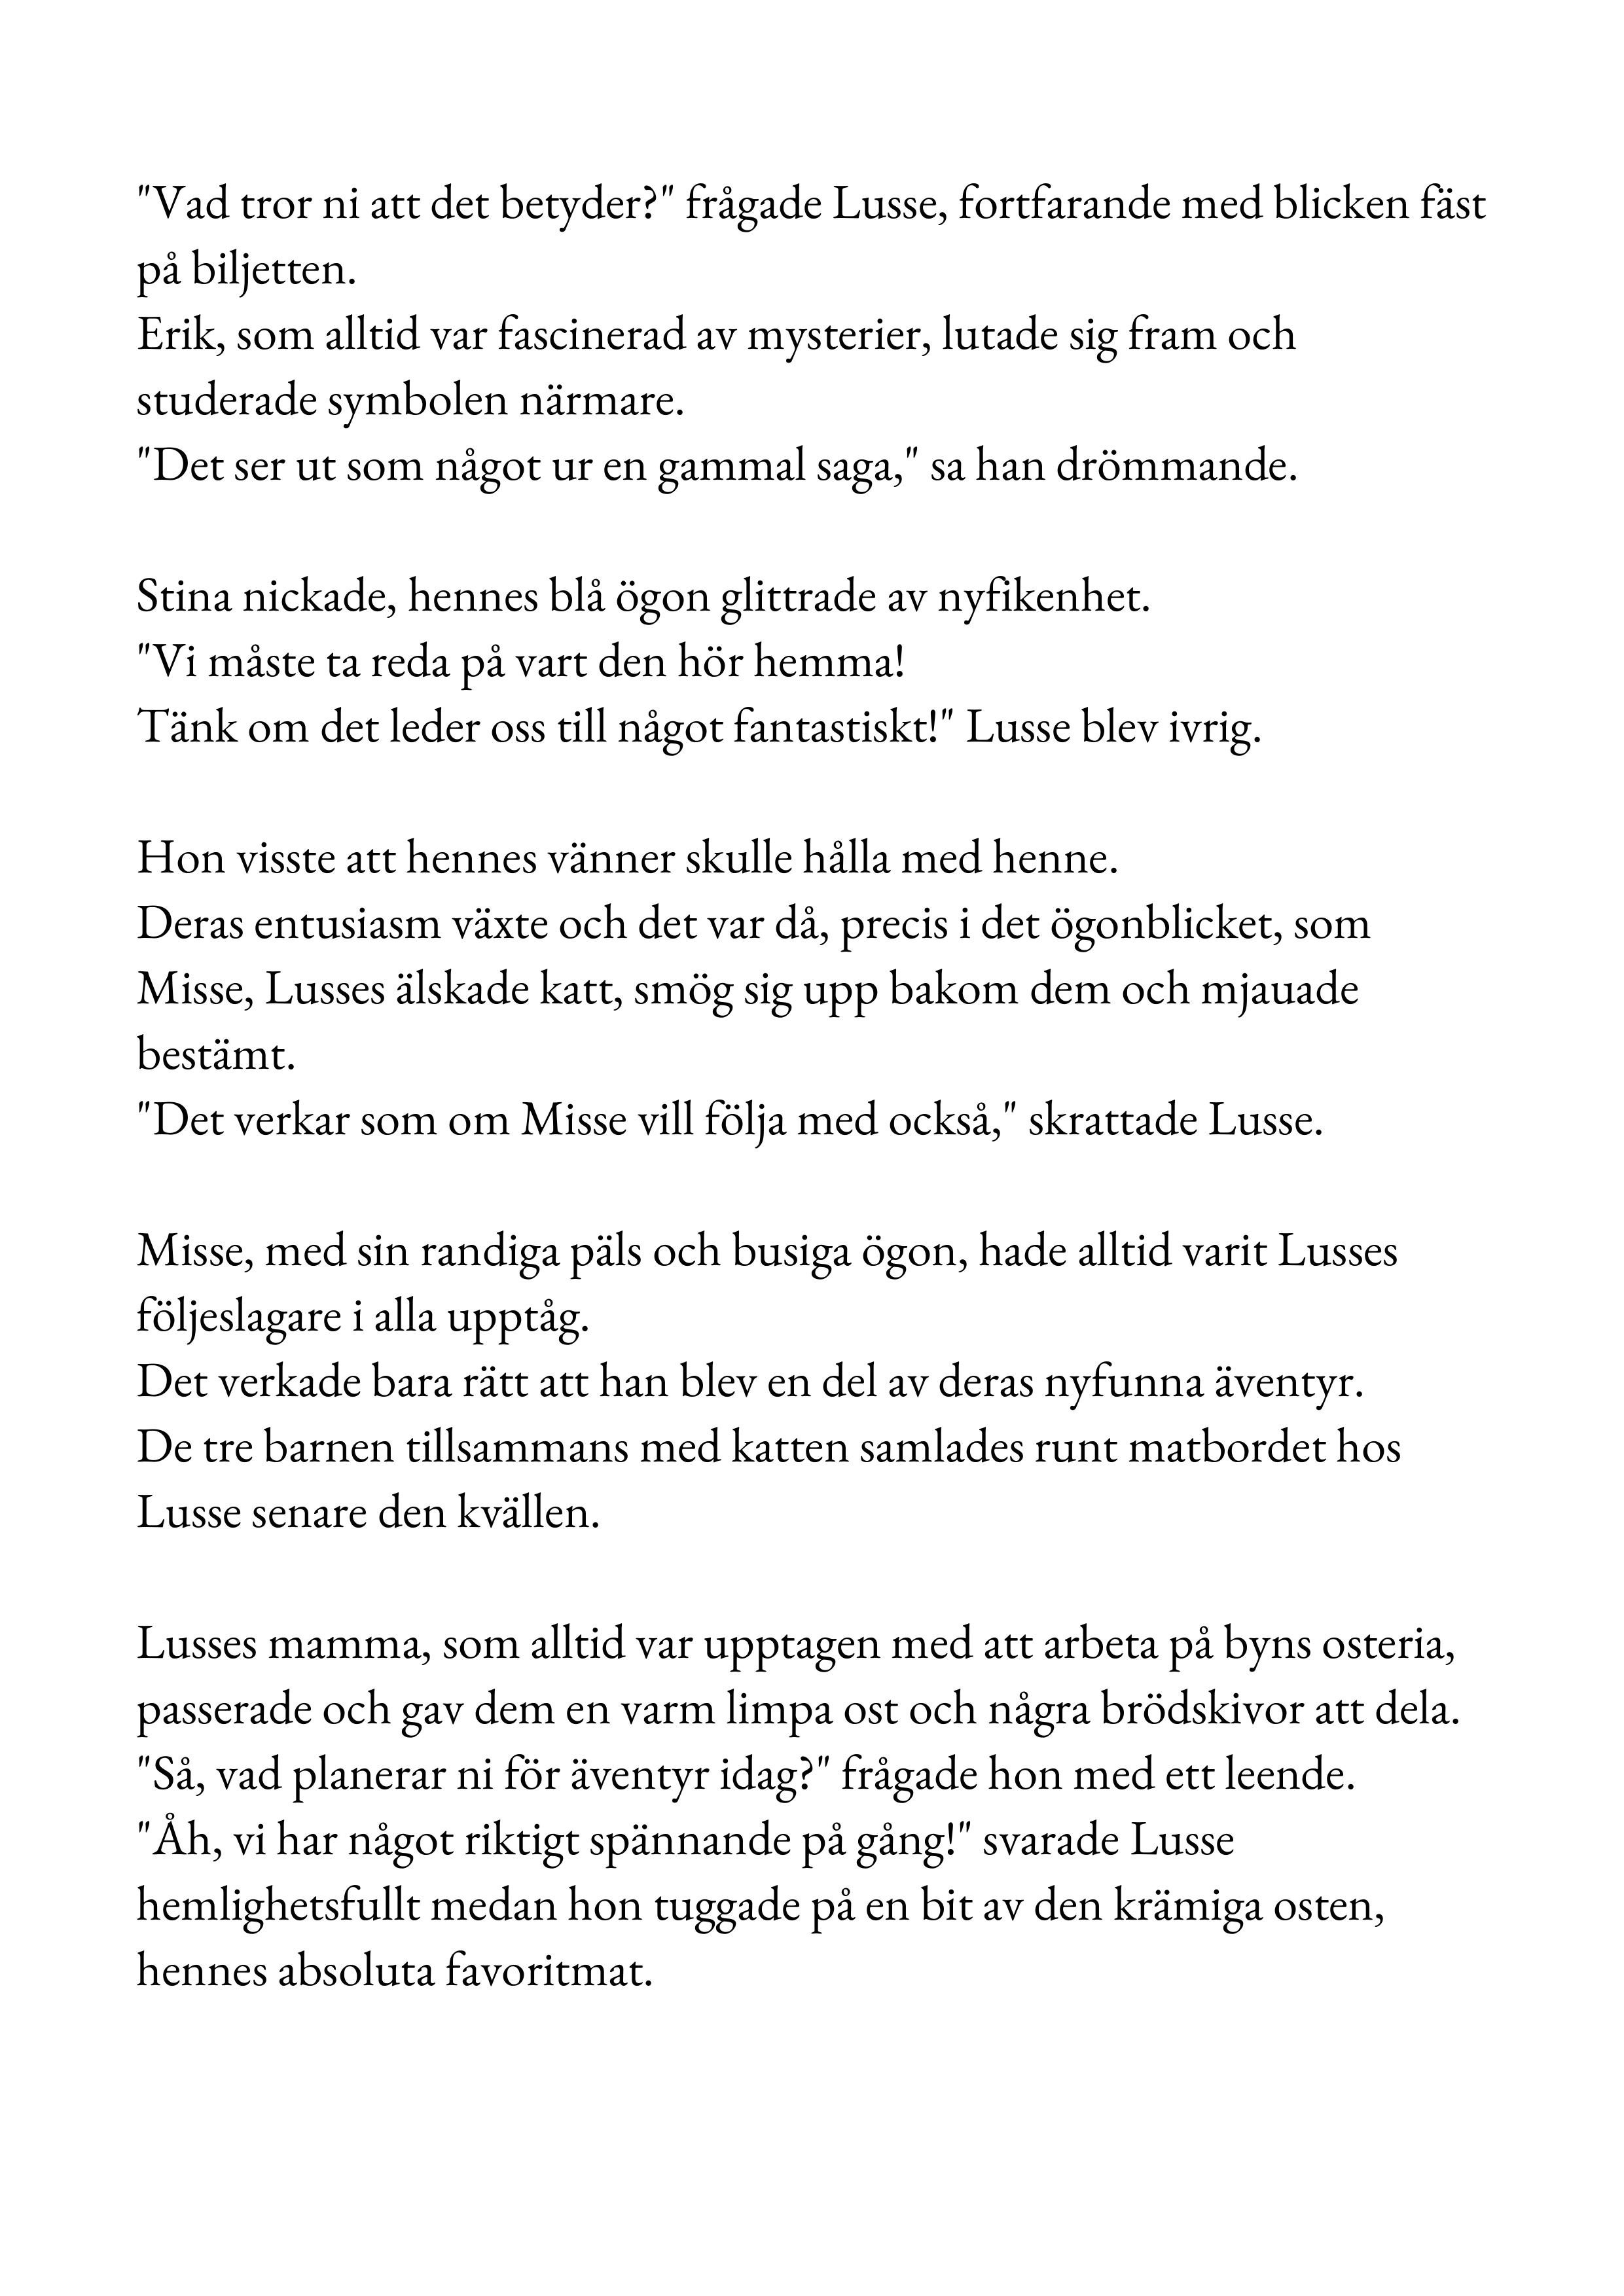 "Vad tror ni att det betyder?" frågade Lusse, fortfarande med blicken fäst
på biljetten.
Erik, som alltid var fascinerad av mysterier, lutade sig fram och
studerade symbolen närmare.
"Det ser ut som något ur en gammal saga," sa han drömmande.

Stina nickade, hennes blå ögon glittrade av nyfikenhet.
"Vi måste ta reda på vart den hör hemma!
Tänk om det leder oss till något fantastiskt!" Lusse blev ivrig.

Hon visste att hennes vänner skulle hålla med henne.
Deras entusiasm växte och det var då, precis i det ögonblicket, som
Misse, Lusses älskade katt, smög sig upp bakom dem och mjauade
bestämt.
"Det verkar som om Misse vill följa med också," skrattade Lusse.

Misse, med sin randiga päls och busiga ögon, hade alltid varit Lusses
följeslagare i alla upptåg.
Det verkade bara rätt att han blev en del av deras nyfunna äventyr.
De tre barnen tillsammans med katten samlades runt matbordet hos
Lusse senare den kvällen.

Lusses mamma, som alltid var upptagen med att arbeta på byns osteria,
passerade och gav dem en varm limpa ost och några brödskivor att dela.
"Så, vad planerar ni för äventyr idag?" frågade hon med ett leende.
"Åh, vi har något riktigt spännande på gång!" svarade Lusse
hemlighetsfullt medan hon tuggade på en bit av den krämiga osten,
hennes absoluta favoritmat.